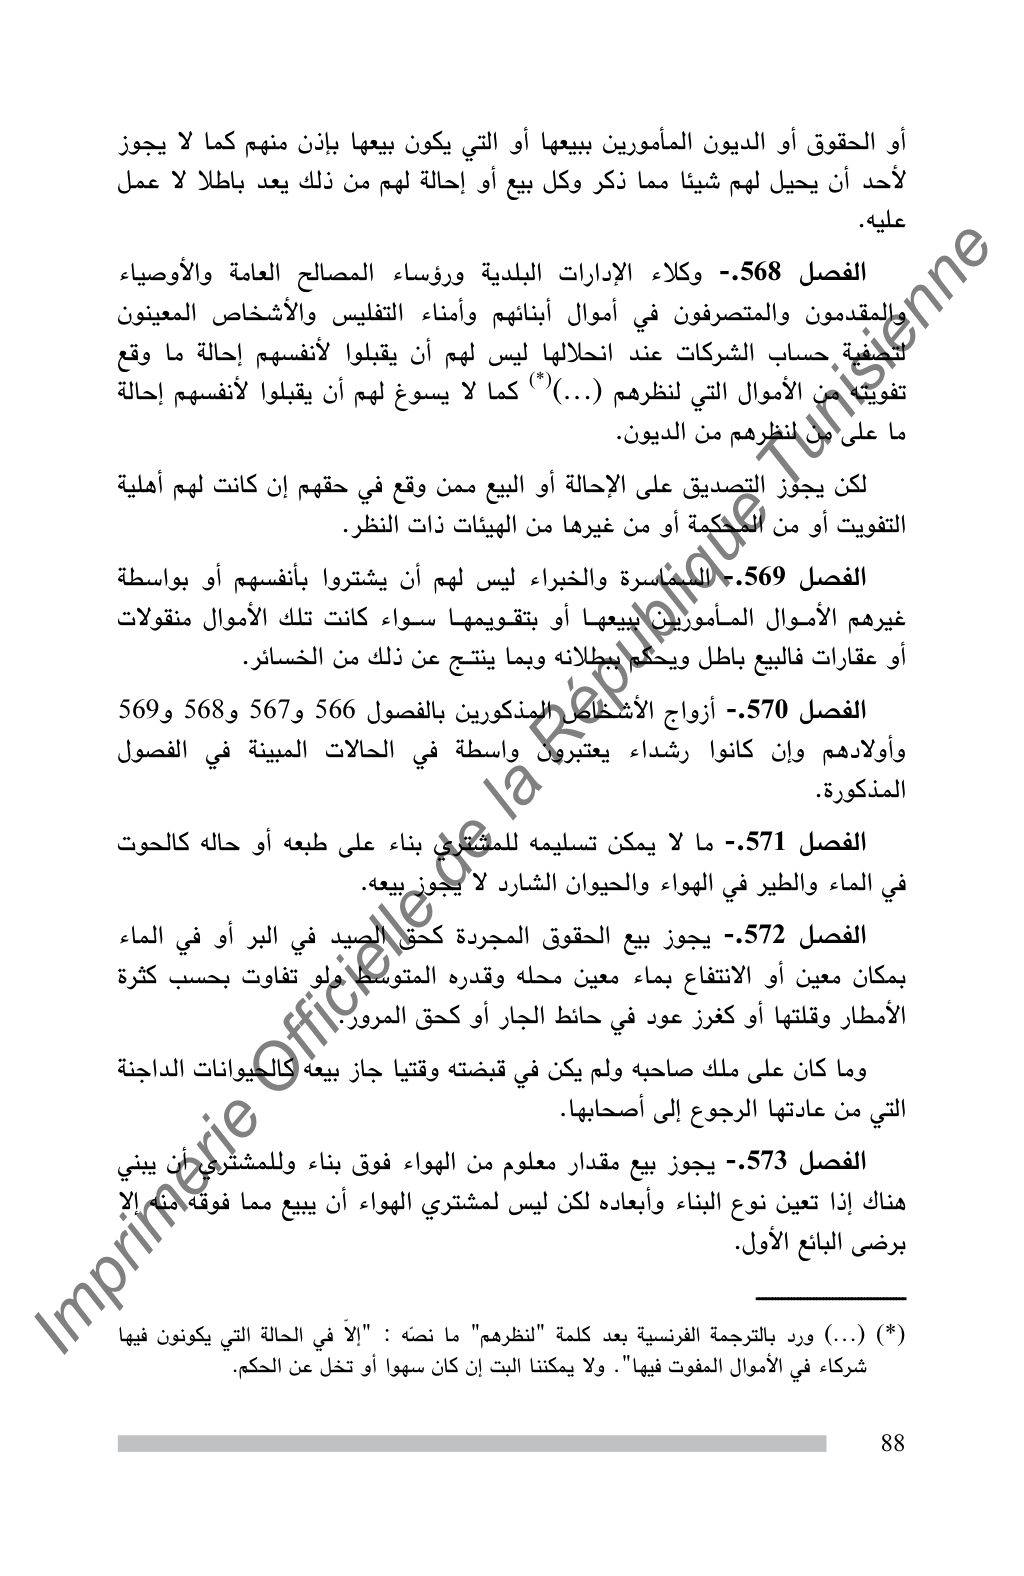 أو الحقوق أو الديون المأمورين ببيعها أو التي يكون بيعها بإذن منهم كما لا يجوز
لأحد أن يحيل لهم شيئا مما ذكر وكل بيع أو إحالة لهم من ذلك يعد باطلا لا عمل
عليه.
الفصل 568.- وكلاء الإدارات البلدية ورؤساء المصالح العامة والأوصياء
والمقدمون والمتصرفون في أموال أبنائهم وأمناء التفليس والأشخاص المعينون
لتصفية حساب الشركات عند انحلالها ليس لهم أن يقبلوا لأنفسهم إحالة ما وقع
تفويته من الأموال التي لنظرهم (...)(*) كما لا يسوغ لهم أن يقبلوا لأنفسهم إحالة
ما على من لنظرهم من الديون.
لكن يجوز التصديق على الإحالة أو البيع ممن وقع في حقهم إن كانت لهم أهلية
التفويت أو من المحكمة أو من غيرها من الهيئات ذات النظر.
الفصل 569.- السماسرة والخبراء ليس لهم أن يشتروا بأنفسهم أو بواسطة
غيرهم الأمـوال المـأموريـن ببيعهـا أو بتقـويمهـا سـواء كانت تلك الأموال منقولات
أو عقارات فالبيع باطل ويحكم ببطلانه وبما ينتـج عن ذلك من الخسائر.
الفصل 570.- أزواج الأشخاص المذكورين بالفصول 566 و567 و568 و569
وأولادهم وإن كانوا رشداء يعتبرون واسطة في الحالات المبينة في الفصول
المذكورة.
الفصل 571.- ما لا يمكن تسليمه للمشتري بناء على طبعه أو حاله كالحوت
في الماء والطير في الهواء والحيوان الشارد لا يجوز بيعه.
الفصل 572.- يجوز بيع الحقوق المجردة كحق الصيد في البر أو في الماء
بمكان معين أو الانتفاع بماء معين محله وقدره المتوسط ولو تفاوت بحسب كثرة
الأمطار وقلتها أو كغرز عود في حائط الجار أو كحق المرور.
وما كان على ملك صاحبه ولم يكن في قبضته وقتيا جاز بيعه كالحيوانات الداجنة
التي من عادتها الرجوع إلى أصحابها.
الفصل 573.- يجوز بيع مقدار معلوم من الهواء فوق بناء وللمشتري أن يبني
هناك إذا تعين نوع البناء وأبعاده لكن ليس لمشتري الهواء أن يبيع مما فوقه منه إلا
برضى البائع الأول.
(*) (...) ورد بالترجمة الفرنسية بعد كلمة "لنظرهم" ما نصّه : "إلاّ في الحالة التي يكونون فيها
شركاء في الأموال المفوت فيها". ولا يمكننا البت إن كان سهوا أو تخل عن الحكم.
88
Imprimerie Officielle de la République Tunisienne